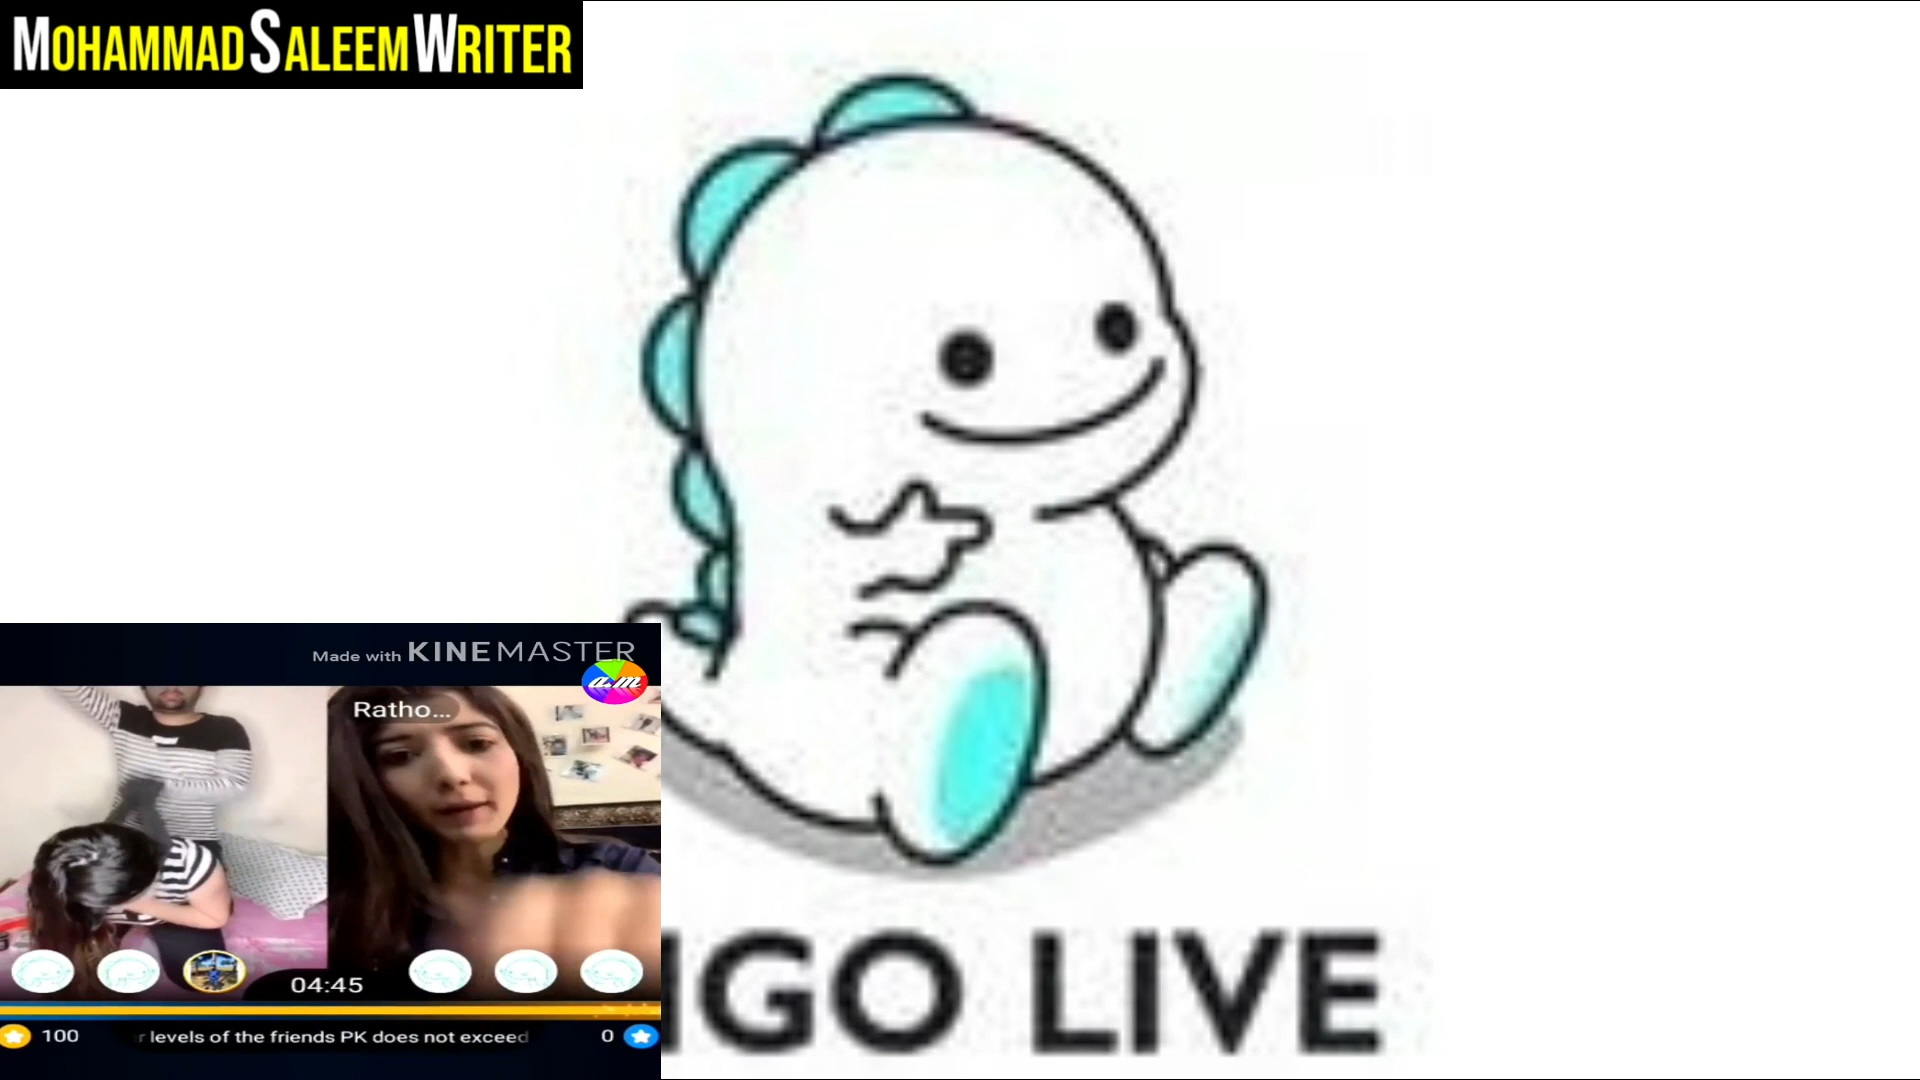 MOHAMMAD SALEEM WRITER
Made with KINEMASTER
a.m
Ratho...
04:45
100
levels of the friends PK does not exceed
0
IGO LIVE